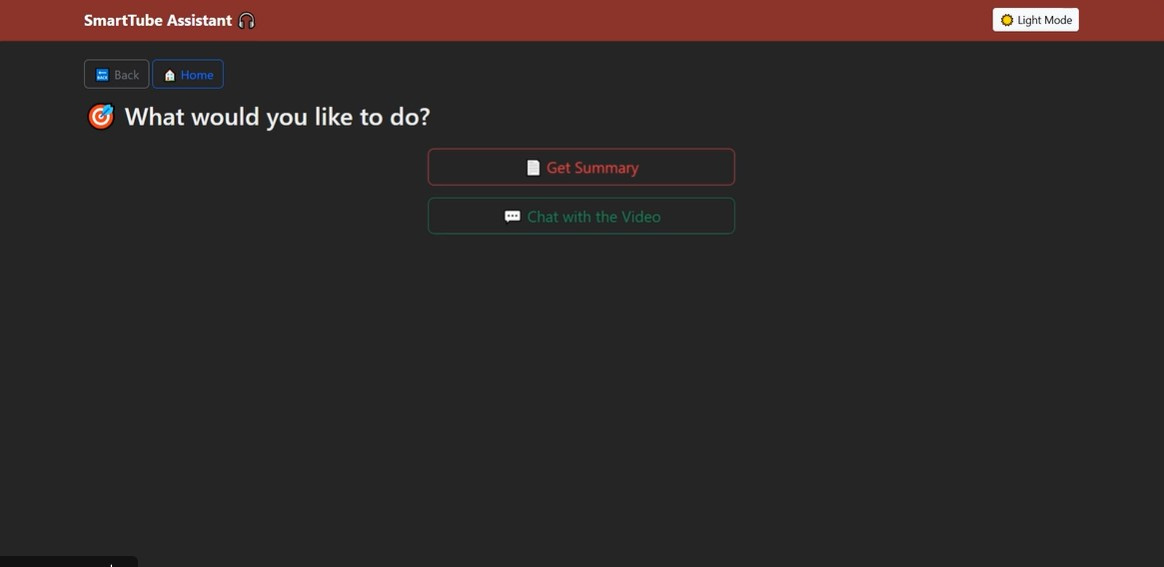 SmartTube Assistant 🎧
Light Mode
Back
Home
What would you like to do?
Get Summary
Chat with the Video